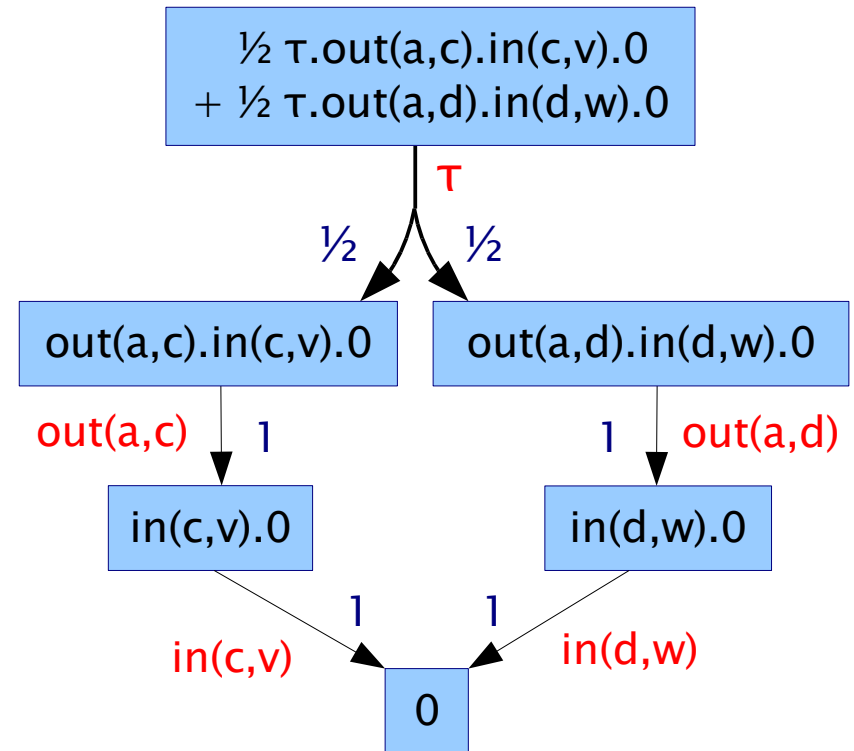 ½ τ.out(a,c).in(c,v).0
+ ½ τ.out(a,d).in(d,w).0
τ
½ ½
out(a,c).in(c,v).0 out(a,d).in(d,w).0
out(a,c) 1 1 out(a,d)
in(c,v).0 in(d,w).0
1 1
in(c,v) in(d,w)
0